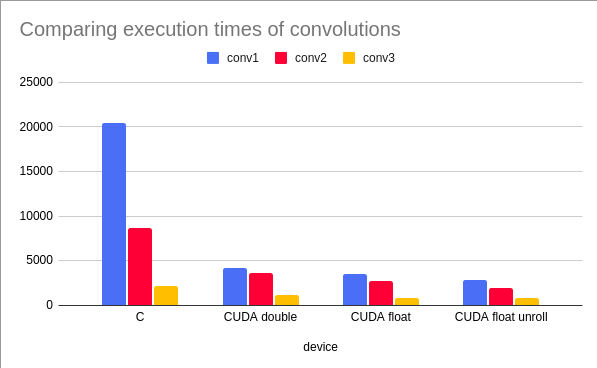 Comparing execution times of convolutions
conv1 conv2 conv3
25000
20000
15000
10000
5000
0
C CUDA double CUDA float CUDA float unroll
device